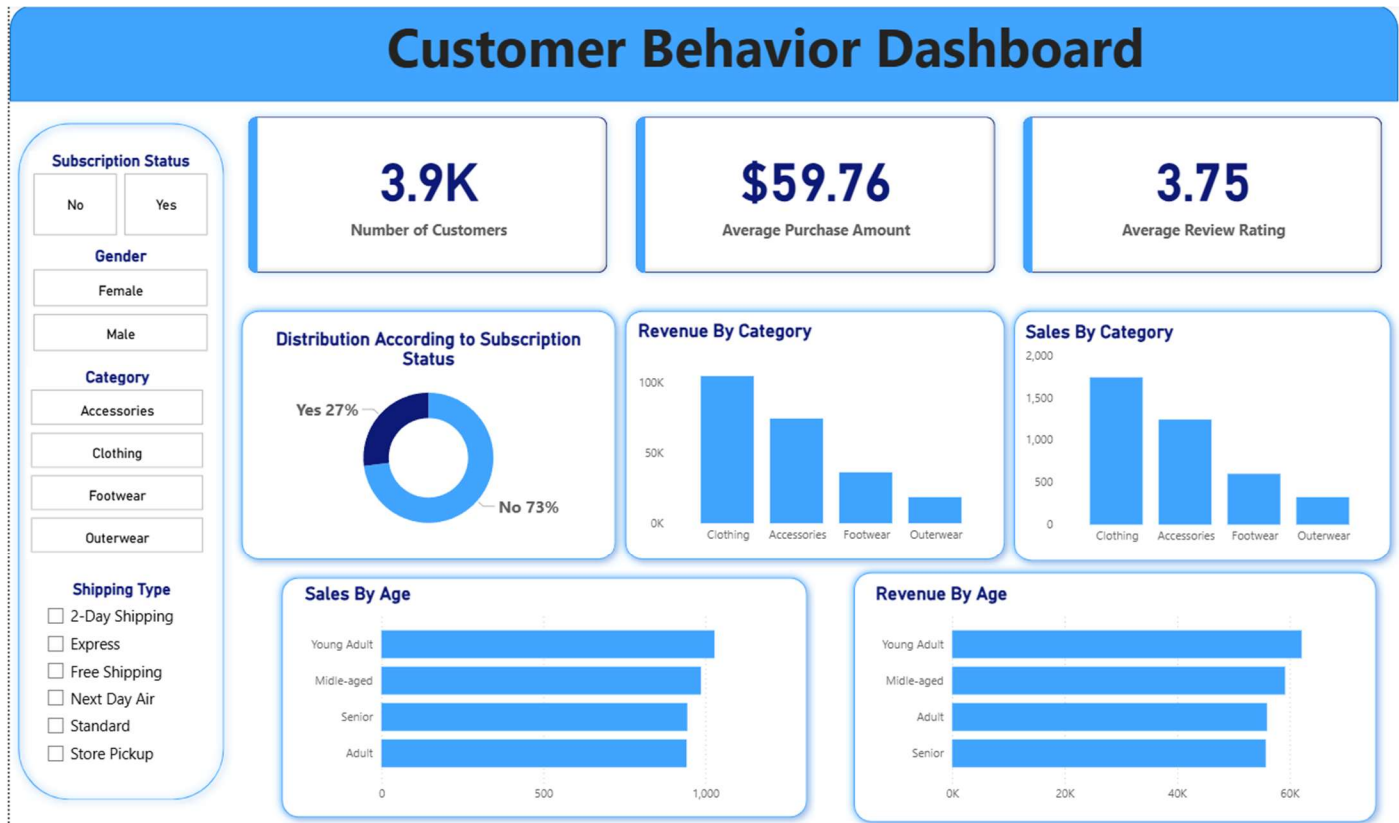 Customer Behavior Dashboard
Subscription Status
No
Yes
Gender
Female
Male
Category
Accessories
Clothing
Footwear
Outerwear
Shipping Type
2-Day Shipping
Express
Free Shipping
Next Day Air
Standard
Store Pickup
3.9K
Number of Customers
$59.76
Average Purchase Amount
3.75
Average Review Rating
Distribution According to Subscription
Status
Yes 27%
No 73%
Revenue By Category
100K
50K
0K
Clothing
Accessories
Footwear
Outerwear
Sales By Category
2,000
1,500
1,000
500
0
Clothing
Accessories
Footwear
Outerwear
Sales By Age
Young Adult
Midle-aged
Senior
Adult
0
500
1,000
Revenue By Age
Young Adult
Midle-aged
Adult
Senior
0K
20K
40K
60K